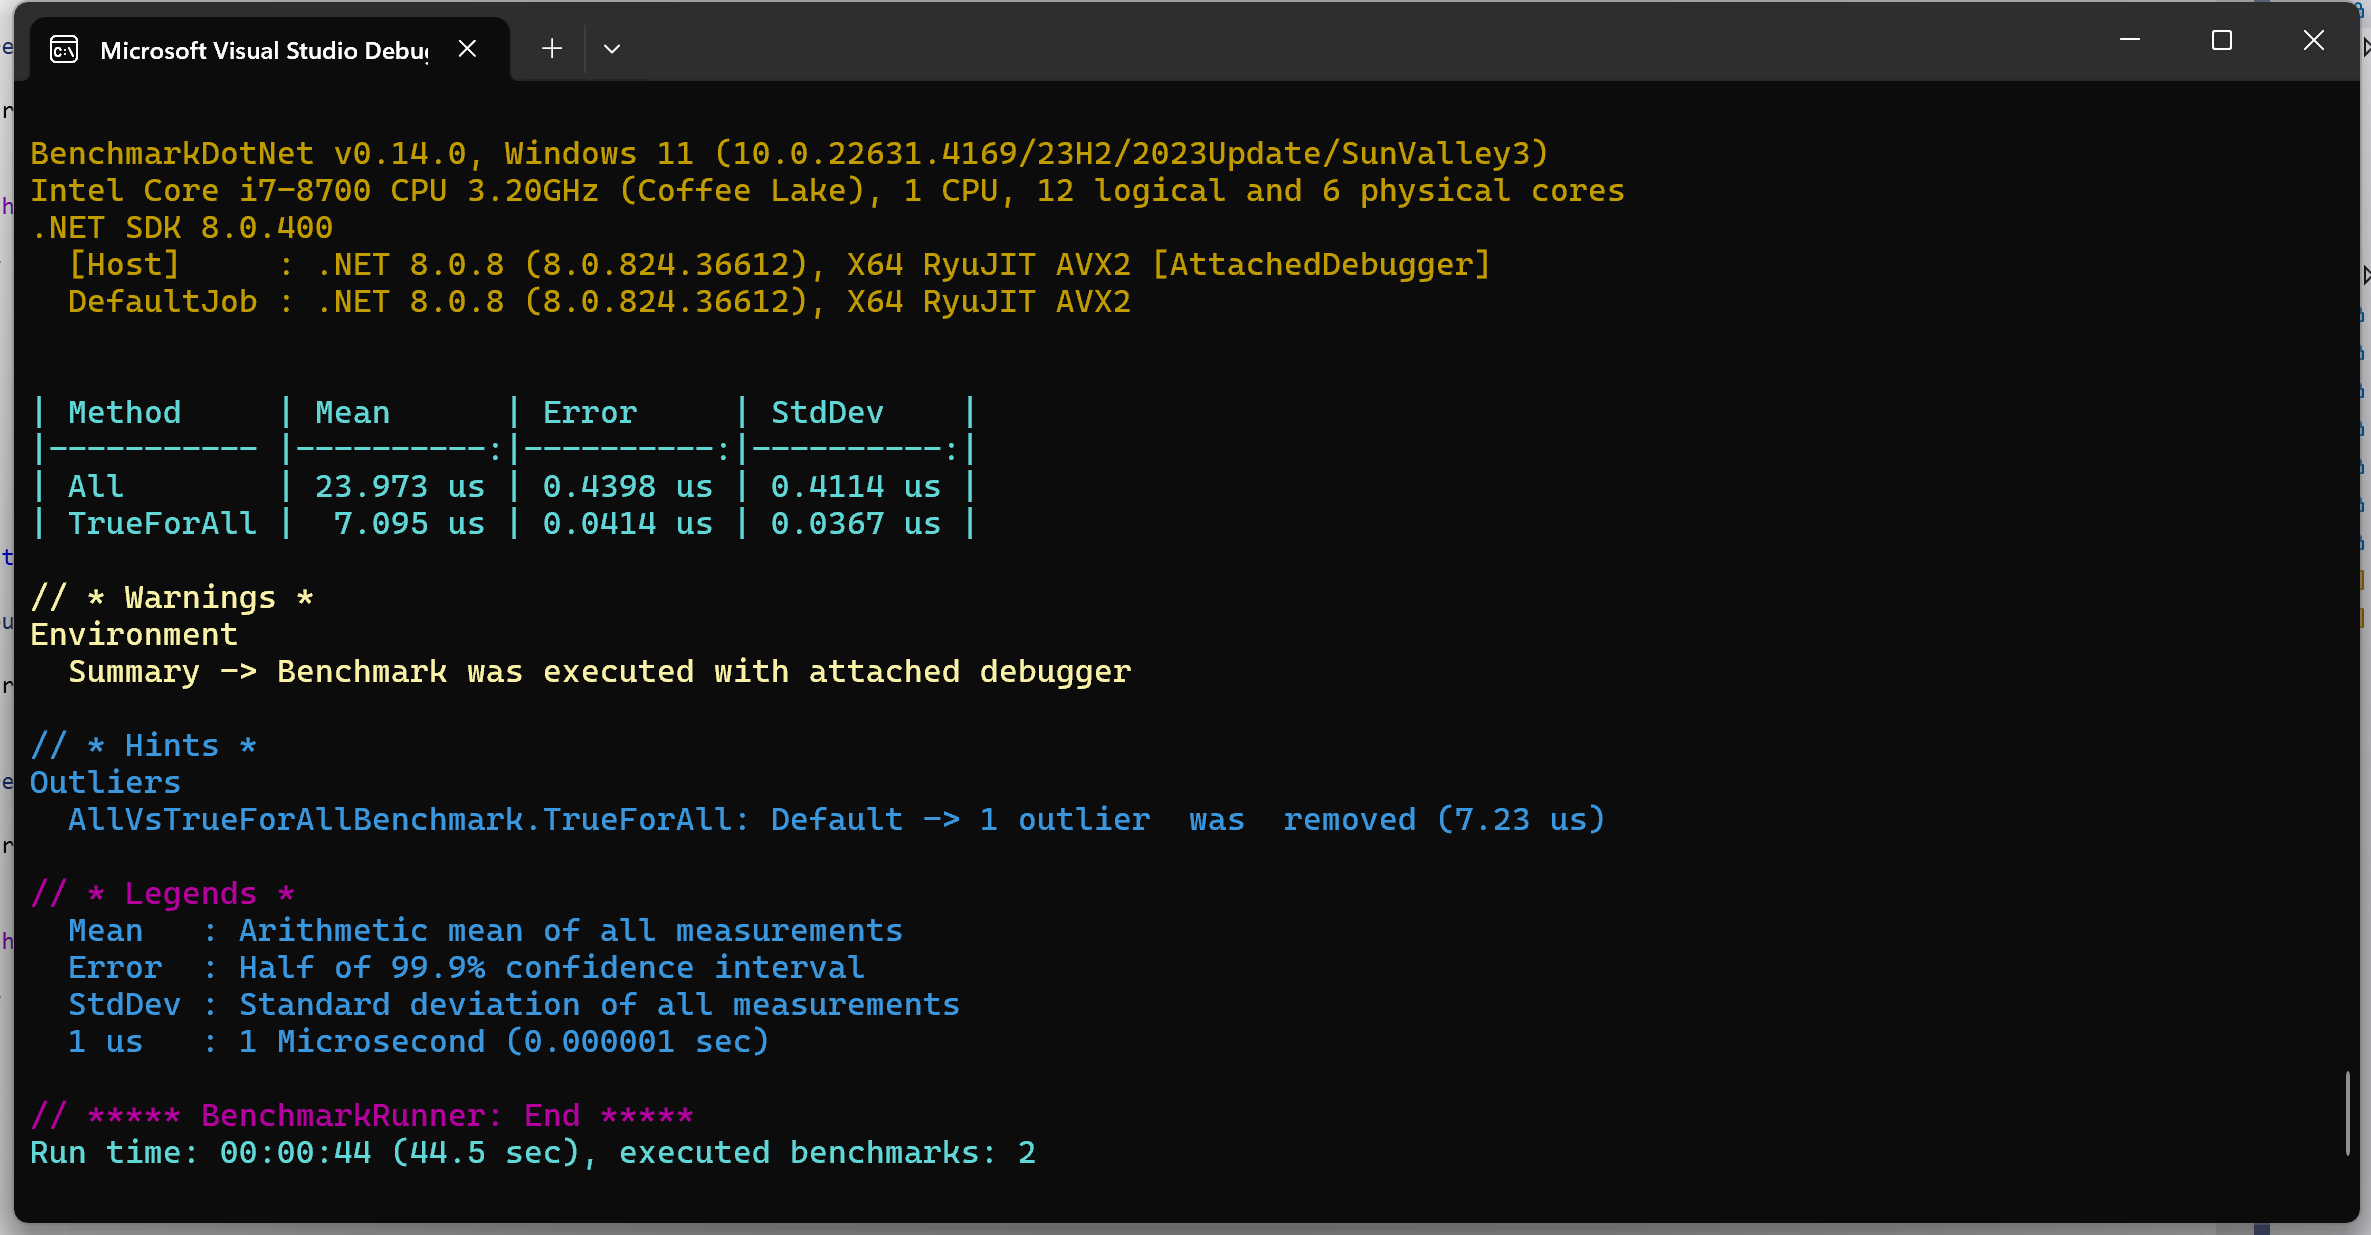 Microsoft Visual Studio Debu
BenchmarkDotNet v0.14.0, Windows 11 (10.0.22631.4169/23H2/2023Update/SunValley3)
Intel Core i7-8700 CPU 3.20GHz (Coffee Lake), 1 CPU, 12 logical and 6 physical cores
.NET SDK 8.0.400
  [Host]     : .NET 8.0.8 (8.0.824.36612), X64 RyuJIT AVX2 [AttachedDebugger]
  DefaultJob : .NET 8.0.8 (8.0.824.36612), X64 RyuJIT AVX2
| Method     | Mean      | Error     | StdDev    |
|----------- |----------:|----------:|----------:|
| All        | 23.973 us | 0.4398 us | 0.4114 us |
| TrueForAll |  7.095 us | 0.0414 us | 0.0367 us |
// * Warnings *
Environment
  Summary -> Benchmark was executed with attached debugger
// * Hints *
Outliers
  AllVsTrueForAllBenchmark.TrueForAll: Default -> 1 outlier  was  removed (7.23 us)
// * Legends *
  Mean   : Arithmetic mean of all measurements
  Error  : Half of 99.9% confidence interval
  StdDev : Standard deviation of all measurements
  1 us   : 1 Microsecond (0.000001 sec)
// ***** BenchmarkRunner: End *****
Run time: 00:00:44 (44.5 sec), executed benchmarks: 2